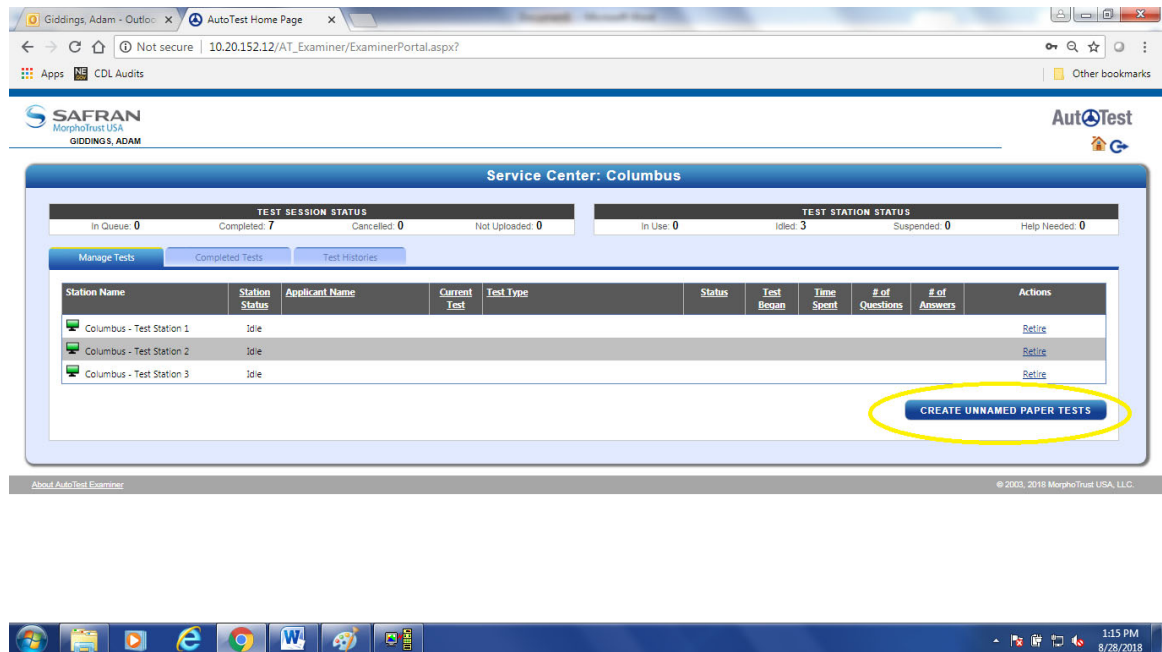 Giddings, Adam - Outloo
AutoTest Home Page
Not secure | 10.20.152.12/AT_Examiner/ExaminerPortal.aspx?
Apps NE CDL Audits Other bookmarks
SAFRAN
MorphoTrust USA
GIDDINGS, ADAM
AutoTest
Service Center: Columbus
TEST SESSION STATUS TEST STATION STATUS
In Queue: 0 Completed: 7 Cancelled: 0 Not Uploaded: 0 In Use: 0 Idled: 3 Suspended: 0 Help Needed: 0
Manage Tests Completed Tests Test Histories
Station Name Station Status Applicant Name Current Test Test Type Status Test Began Time Spent # of Questions # of Answers Actions
Columbus - Test Station 1 Idle Retire
Columbus - Test Station 2 Idle Retire
Columbus - Test Station 3 Idle Retire
CREATE UNNAMED PAPER TESTS
About AutoTest Examiner © 2003, 2018 MorphoTrust USA, LLC.
1:15 PM
8/28/2018